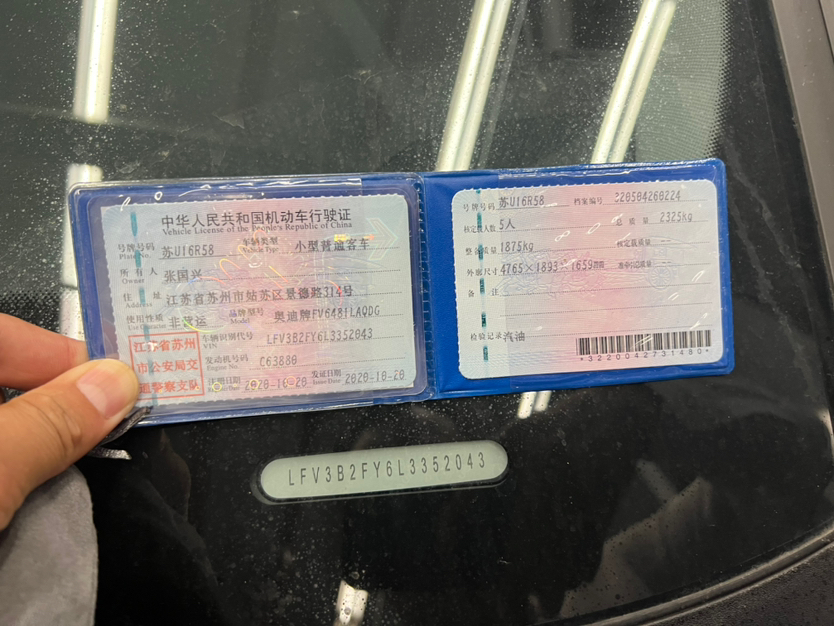 中华人民共和国机动车行驶证
Vehicle License of the People's Republic of China
号牌号码 苏U16R58 车辆类型 小型普通客车
Plate No. Vehicle Type
所有人 张国兴
Owner
住址 江苏省苏州市姑苏区景德路314号
Address
使用性质 非营运 品牌型号 奥迪牌FV6481LAQDG
Use Character Model
江苏省苏州市公安局交通警察支队
车辆识别代号 LFV3B2FY6L3352043
VIN
发动机号码 C63880
Engine No.
注册日期 2020-10-20 发证日期 2020-10-20
Issue Date
号牌号码 苏U16R58 档案编号 320504260224
核定载人数 5人 总质量 2325kg
整备质量 1875kg 核定载质量 --
外廓尺寸 4765×1893×1659 --
备注
检验记录 汽油
*3220042731480*
LFV3B2FY6L3352043